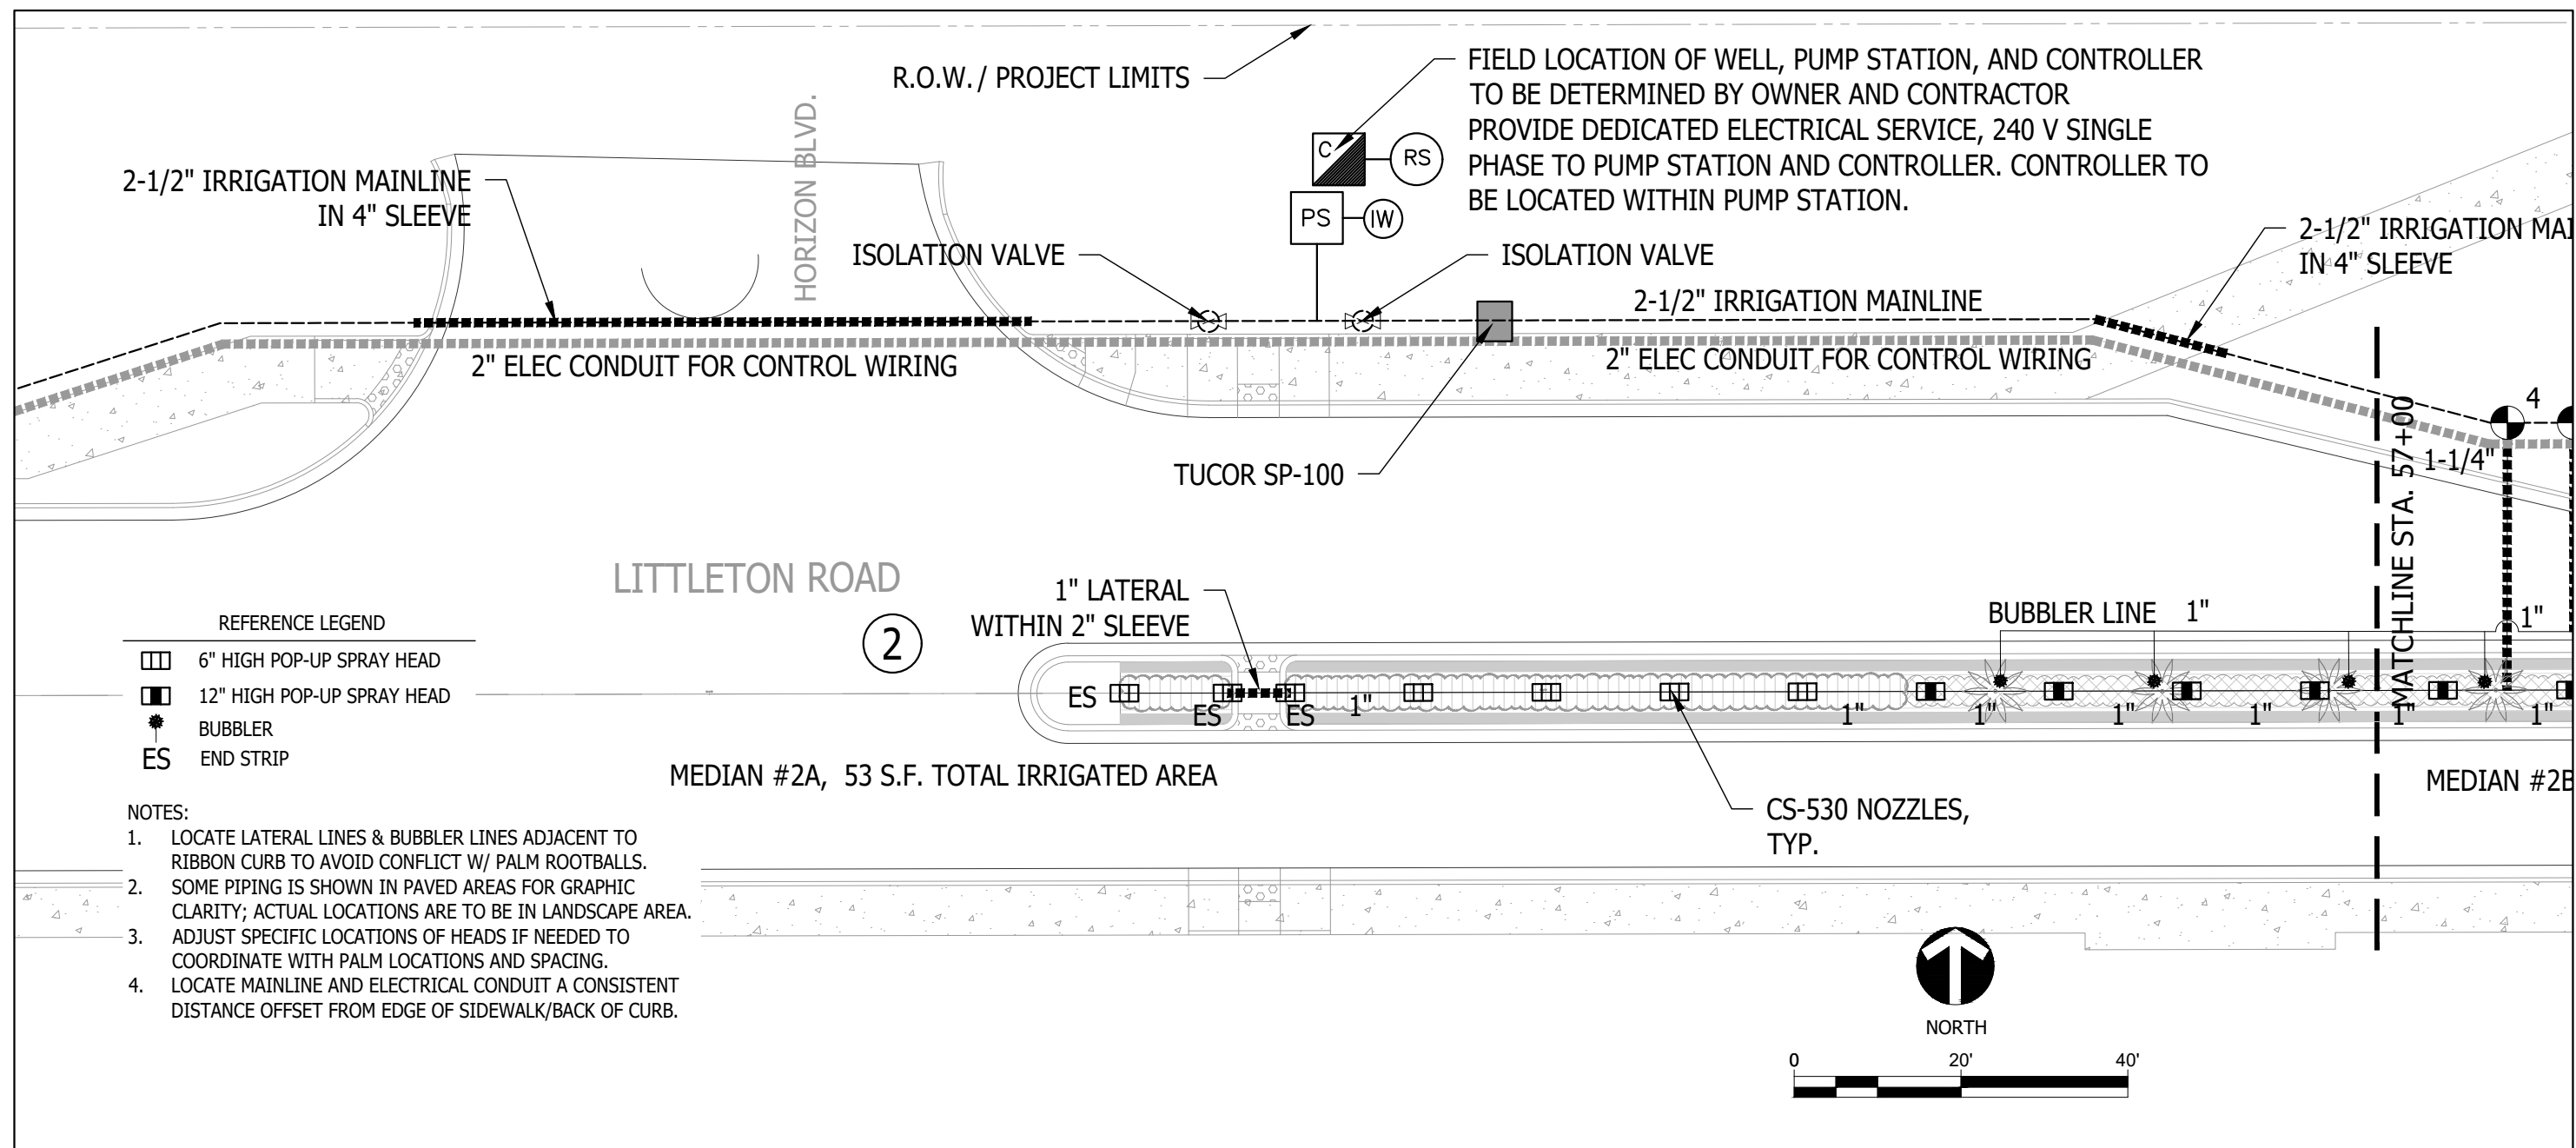 R.O.W. / PROJECT LIMITS
FIELD LOCATION OF WELL, PUMP STATION, AND CONTROLLER
TO BE DETERMINED BY OWNER AND CONTRACTOR
PROVIDE DEDICATED ELECTRICAL SERVICE, 240 V SINGLE
PHASE TO PUMP STATION AND CONTROLLER. CONTROLLER TO
BE LOCATED WITHIN PUMP STATION.
HORIZON BLVD.
C
RS
PS
IW
2-1/2" IRRIGATION MAINLINE
IN 4" SLEEVE
ISOLATION VALVE
ISOLATION VALVE
2-1/2" IRRIGATION MAI
IN 4" SLEEVE
2-1/2" IRRIGATION MAINLINE
2" ELEC CONDUIT FOR CONTROL WIRING
2" ELEC CONDUIT FOR CONTROL WIRING
4
1-1/4"
TUCOR SP-100
MATCHLINE STA. 57+00
LITTLETON ROAD
2
1" LATERAL
WITHIN 2" SLEEVE
BUBBLER LINE 1"
1"
ES
ES
ES
1"
1"
1"
1"
1"
1"
1"
REFERENCE LEGEND
6" HIGH POP-UP SPRAY HEAD
12" HIGH POP-UP SPRAY HEAD
BUBBLER
ES END STRIP
MEDIAN #2A, 53 S.F. TOTAL IRRIGATED AREA
MEDIAN #2B
CS-530 NOZZLES,
TYP.
NOTES:
1. LOCATE LATERAL LINES & BUBBLER LINES ADJACENT TO
RIBBON CURB TO AVOID CONFLICT W/ PALM ROOTBALLS.
2. SOME PIPING IS SHOWN IN PAVED AREAS FOR GRAPHIC
CLARITY; ACTUAL LOCATIONS ARE TO BE IN LANDSCAPE AREA.
3. ADJUST SPECIFIC LOCATIONS OF HEADS IF NEEDED TO
COORDINATE WITH PALM LOCATIONS AND SPACING.
4. LOCATE MAINLINE AND ELECTRICAL CONDUIT A CONSISTENT
DISTANCE OFFSET FROM EDGE OF SIDEWALK/BACK OF CURB.
NORTH
0 20' 40'